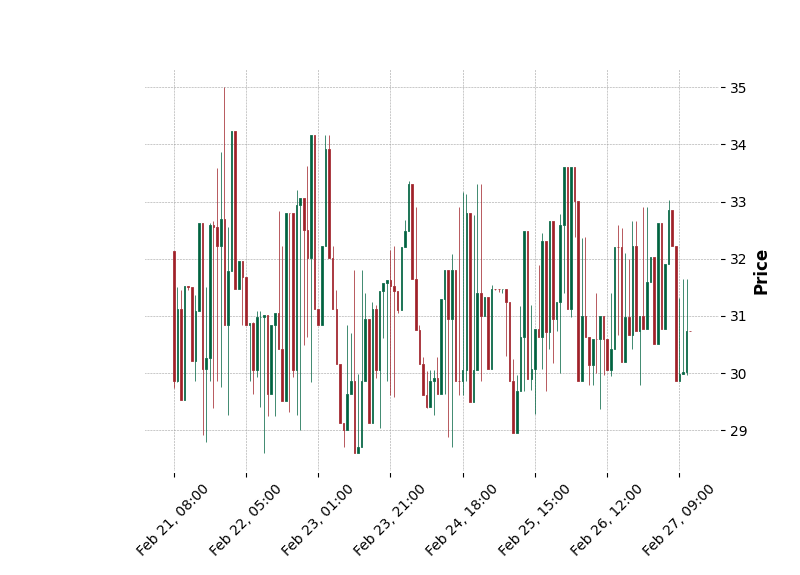 35
34
33
32
31
30
29
Price
Feb 21, 08:00
Feb 22, 05:00
Feb 23, 01:00
Feb 23, 21:00
Feb 24, 18:00
Feb 25, 15:00
Feb 26, 12:00
Feb 27, 09:00